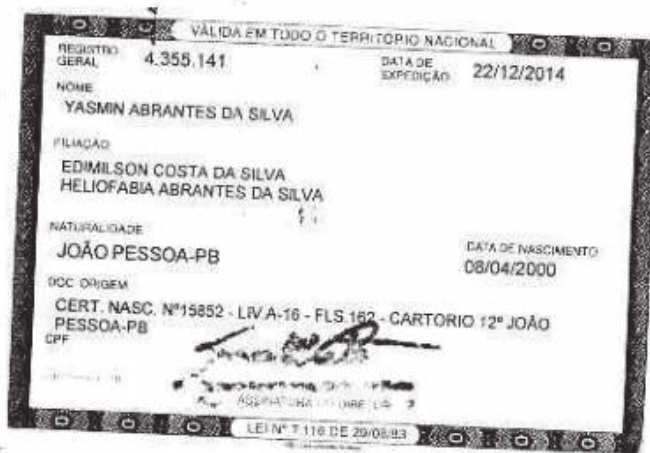 VÁLIDA EM TODO O TERRITÓRIO NACIONAL
REGISTRO GERAL 4.355.141 DATA DE EXPEDIÇÃO 22/12/2014
NOME
YASMIN ABRANTES DA SILVA
FILIAÇÃO
EDIMILSON COSTA DA SILVA
HELIOFABIA ABRANTES DA SILVA
NATURALIDADE DATA DE NASCIMENTO
JOÃO PESSOA-PB 08/04/2000
DOC ORIGEM
CERT. NASC. Nº15852 - LIV.A-16 - FLS.162 - CARTORIO 12º JOÃO
PESSOA-PB
CPF
ASSINATURA DO DIRETOR
LEI Nº 7.116 DE 29/08/83